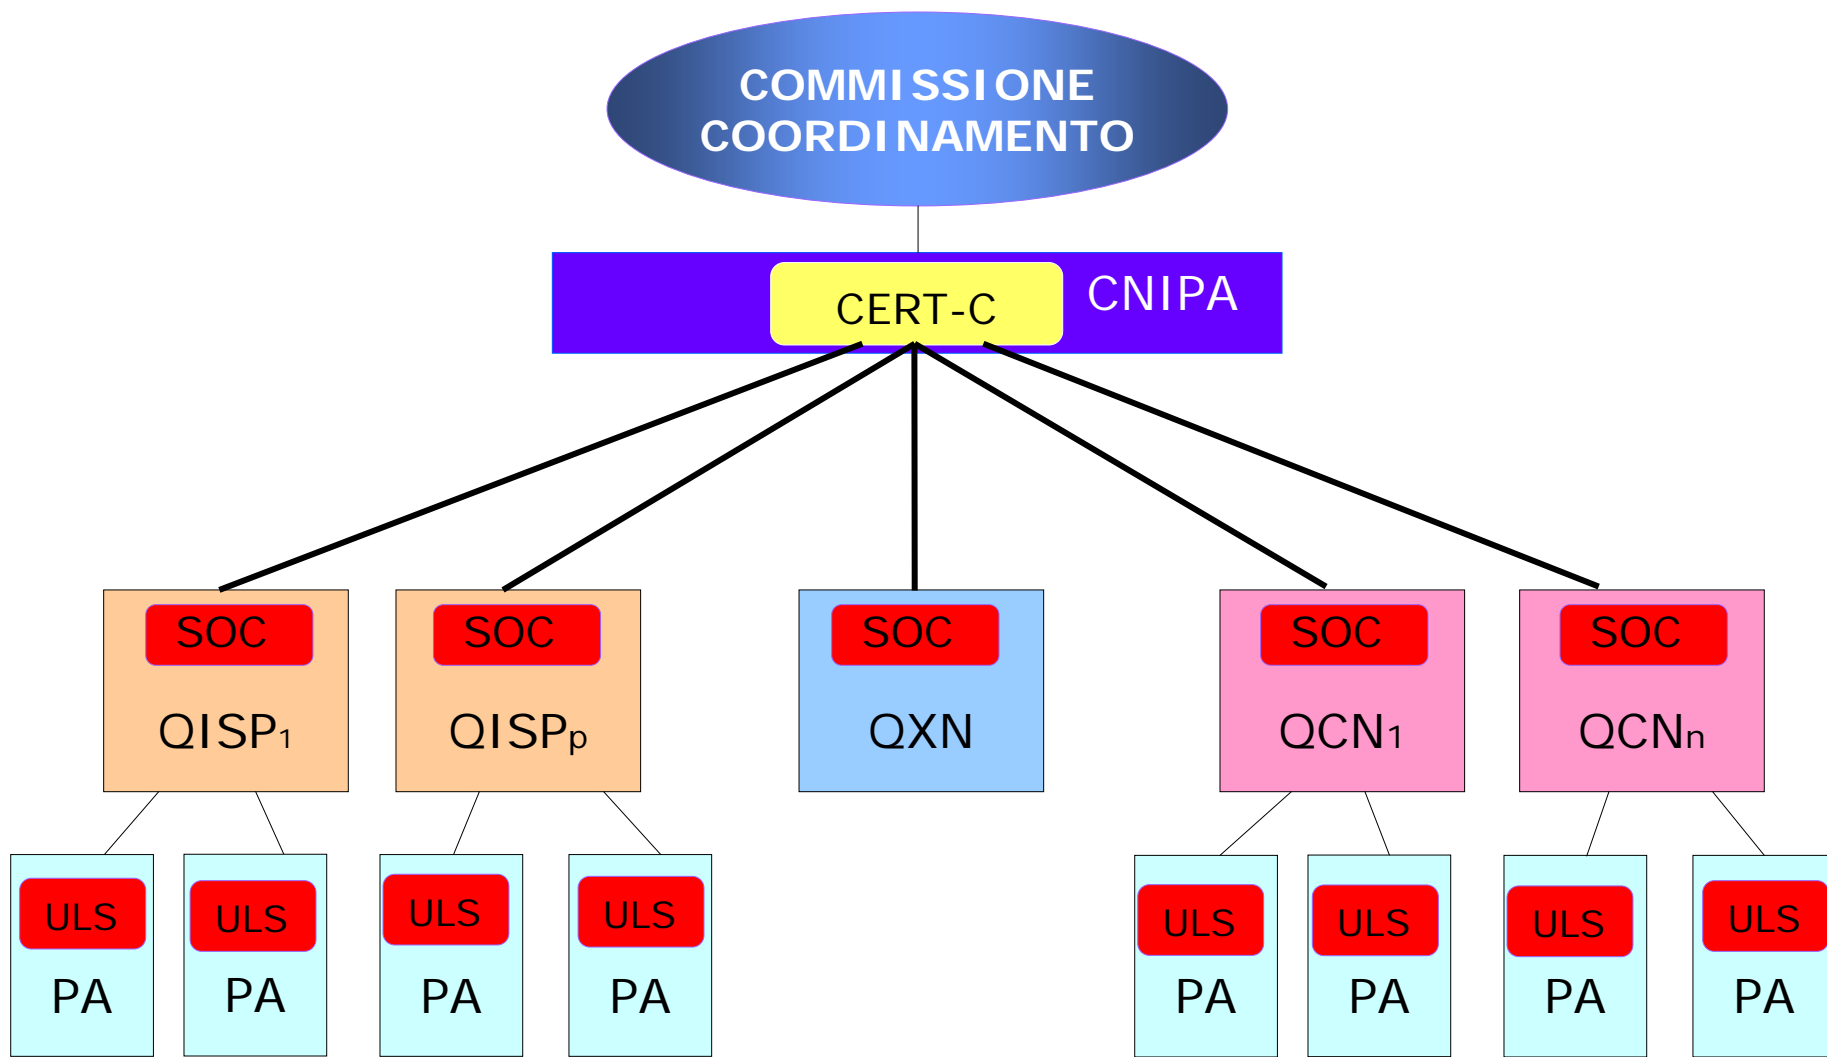 COMMISSIONE
COORDINAMENTO
CNIPA
CERT-C
SOC
SOC
SOC
SOC
SOC
QISP1
QISPp
QXN
QCN1
QCNn
ULS
ULS
ULS
ULS
ULS
ULS
ULS
ULS
PA
PA
PA
PA
PA
PA
PA
PA